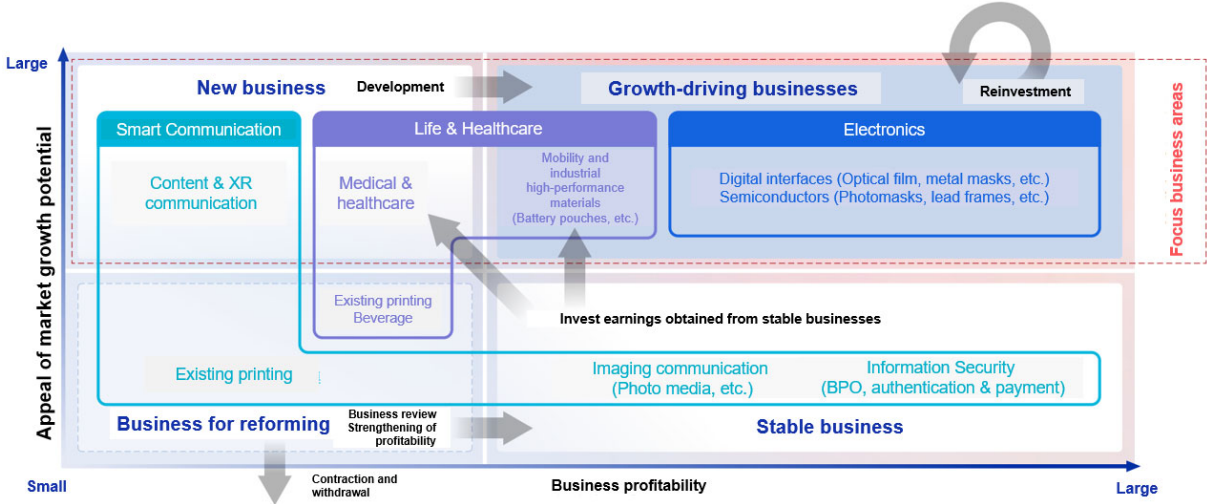 Large
New business
Development
Growth-driving businesses
Reinvestment
Smart Communication
Life & Healthcare
Electronics
Content & XR
communication
Medical &
healthcare
Mobility and
industrial
high-performance
materials
(Battery pouches, etc.)
Digital interfaces (Optical film, metal masks, etc.)
Semiconductors (Photomasks, lead frames, etc.)
Focus business areas
Appeal of market growth potential
Existing printing
Beverage
Invest earnings obtained from stable businesses
Existing printing
Imaging communication
(Photo media, etc.)
Information Security
(BPO, authentication & payment)
Business for reforming
Business review
Strengthening of
profitability
Stable business
Contraction and
withdrawal
Small
Business profitability
Large